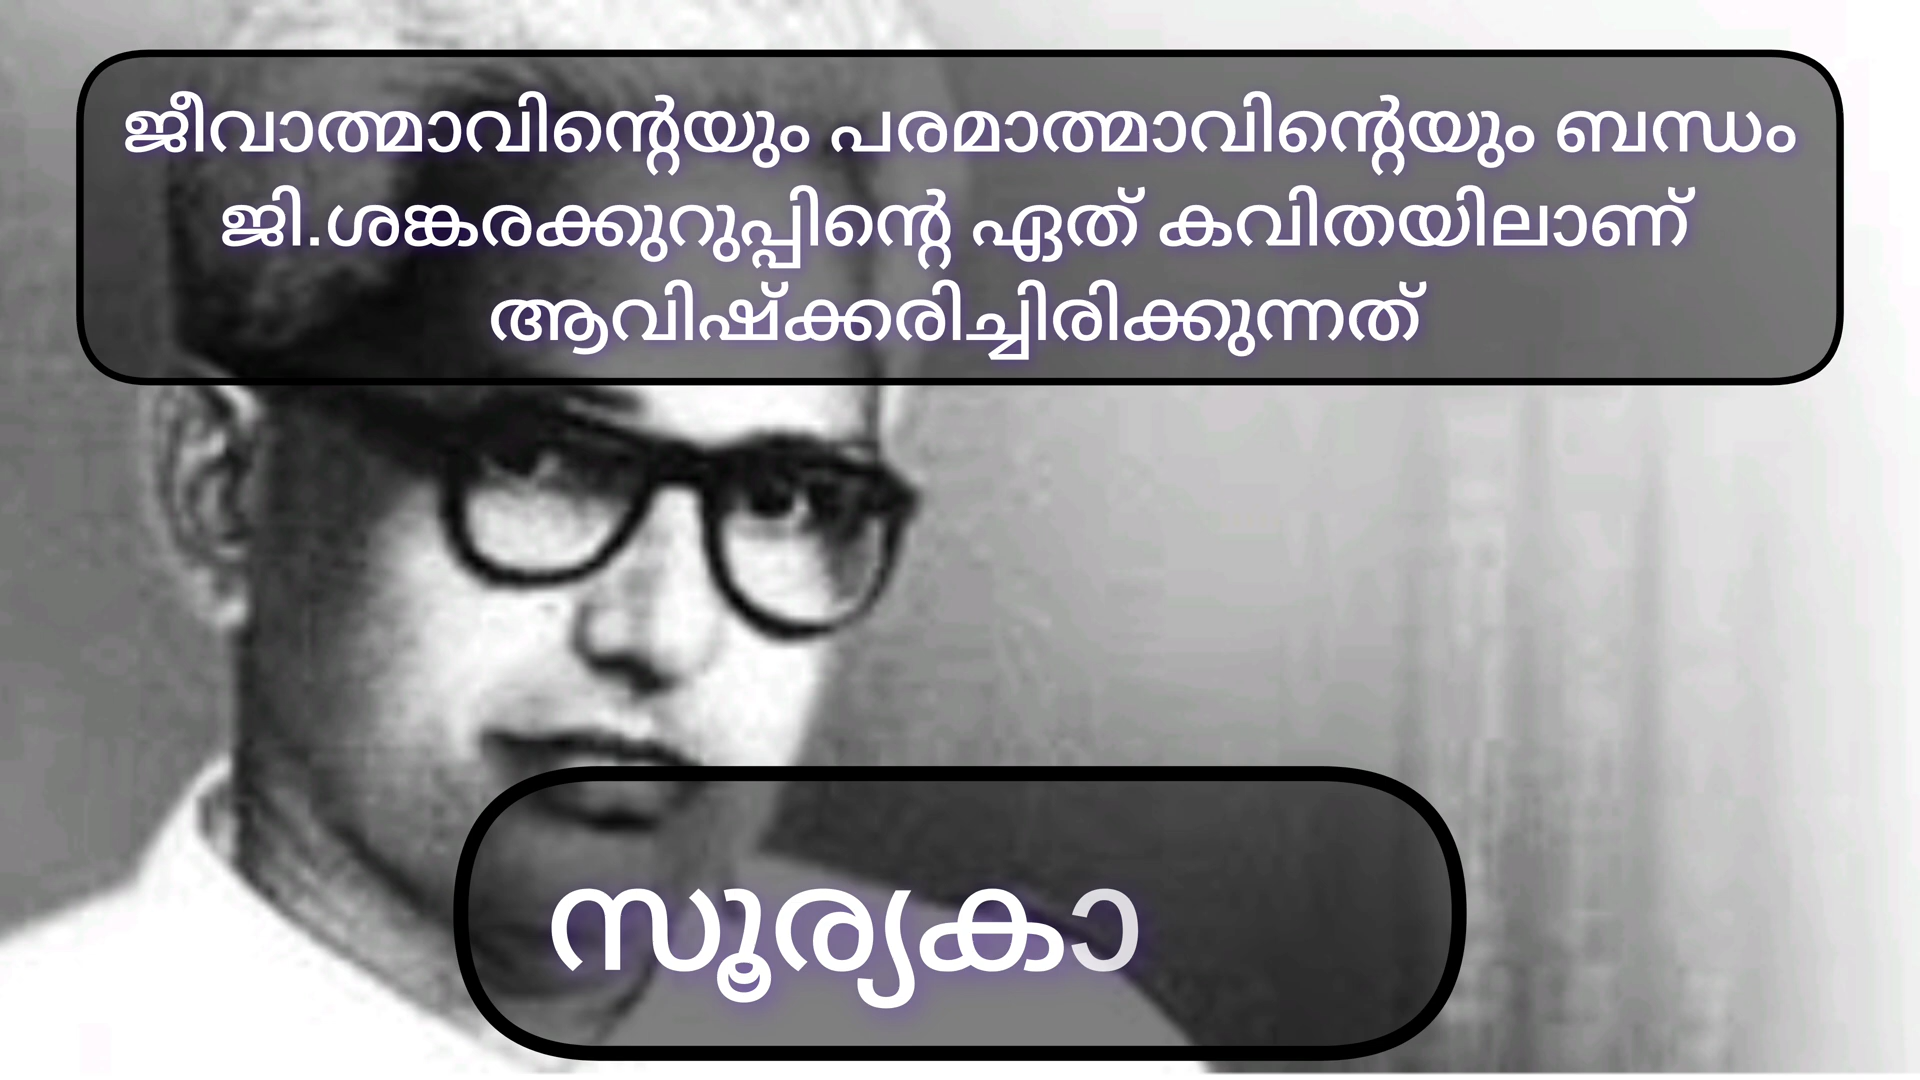 ജീവാത്മാവിന്റെയും പരമാത്മാവിന്റെയും ബന്ധം
ജി.ശങ്കരക്കുറുപ്പിന്റെ ഏത് കവിതയിലാണ്
ആവിഷ്ക്കരിച്ചിരിക്കുന്നത്
സൂര്യകാ